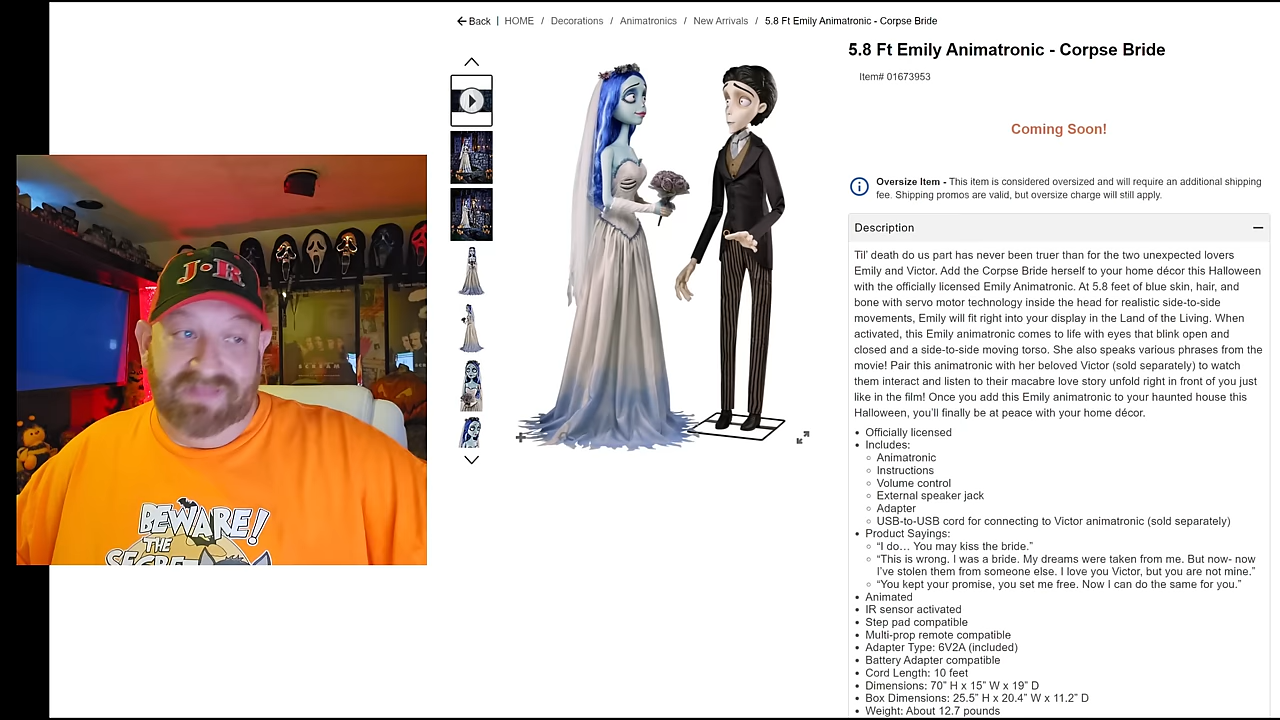 Back | HOME / Decorations / Animatronics / New Arrivals / 5.8 Ft Emily Animatronic - Corpse Bride
5.8 Ft Emily Animatronic - Corpse Bride
Item# 01673953
Coming Soon!
Oversize Item - This item is considered oversized and will require an additional shipping
fee. Shipping promos are valid, but oversize charge will still apply.
Description
Til’ death do us part has never been truer than for the two unexpected lovers
Emily and Victor. Add the Corpse Bride herself to your home décor this Halloween
with the officially licensed Emily Animatronic. At 5.8 feet of blue skin, hair, and
bone with servo motor technology inside the head for realistic side-to-side
movements, Emily will fit right into your display in the Land of the Living. When
activated, this Emily animatronic comes to life with eyes that blink open and
closed and a side-to-side moving torso. She also speaks various phrases from the
movie! Pair this animatronic with her beloved Victor (sold separately) to watch
them interact and listen to their macabre love story unfold right in front of you just
like in the film! Once you add this Emily animatronic to your haunted house this
Halloween, you’ll finally be at peace with your home décor.
• Officially licensed
• Includes:
Animatronic
Instructions
Volume control
External speaker jack
Adapter
USB-to-USB cord for connecting to Victor animatronic (sold separately)
• Product Sayings:
“I do… You may kiss the bride.”
“This is wrong. I was a bride. My dreams were taken from me. But now- now
I’ve stolen them from someone else. I love you Victor, but you are not mine.”
“You kept your promise, you set me free. Now I can do the same for you.”
• Animated
• IR sensor activated
• Step pad compatible
• Multi-prop remote compatible
• Adapter Type: 6V2A (included)
• Battery Adapter compatible
• Cord Length: 10 feet
• Dimensions: 70” H x 15” W x 19” D
• Box Dimensions: 25.5” H x 20.4” W x 11.2” D
• Weight: About 12.7 pounds
J·R
BEWARE!
THE
SECRET